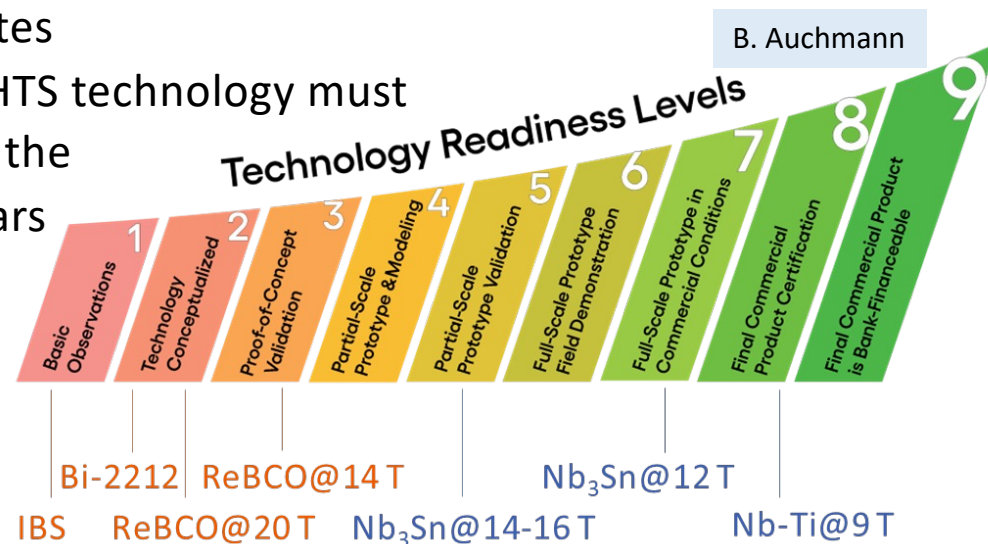 tes
HTS technology must
the
ars
B. Auchmann
Technology Readiness Levels
1
Basic
Observations
2
Technology
Conceptualized
3
Proof-of-Concept
Validation
4
Partial-Scale
Prototype &Modeling
5
Partial-Scale
Prototype Validation
6
Full-Scale Prototype
Field Demonstration
7
Full-Scale Prototype in
Commercial Conditions
8
Final Commercial
Product Certification
9
Final Commercial Product
is Bank-Financeable
Bi-2212 ReBCO@14 T Nb₃Sn@12 T
IBS ReBCO@20 T Nb₃Sn@14-16 T Nb-Ti@9 T